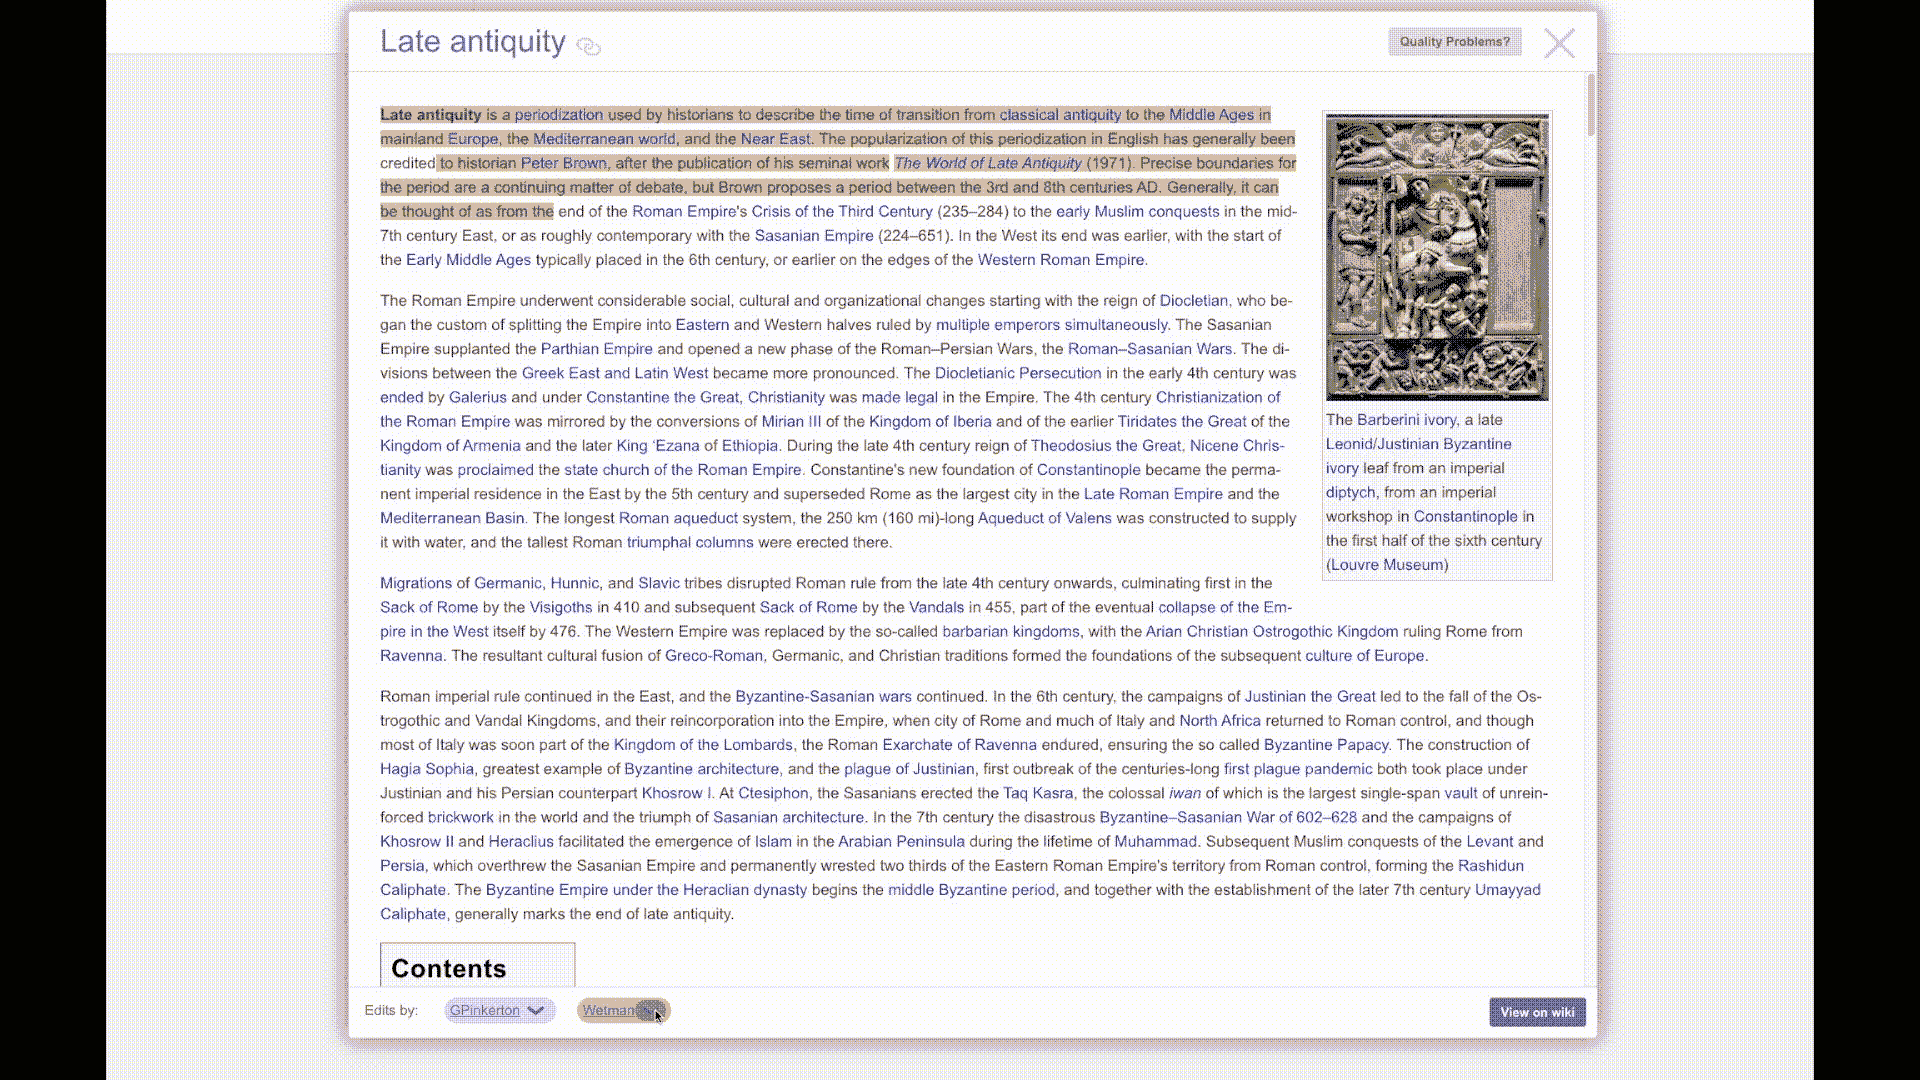 Late antiquity
Quality Problems?
Late antiquity is a periodization used by historians to describe the time of transition from classical antiquity to the Middle Ages in
mainland Europe, the Mediterranean world, and the Near East. The popularization of this periodization in English has generally been
credited to historian Peter Brown, after the publication of his seminal work The World of Late Antiquity (1971). Precise boundaries for
the period are a continuing matter of debate, but Brown proposes a period between the 3rd and 8th centuries AD. Generally, it can
be thought of as from the end of the Roman Empire's Crisis of the Third Century (235–284) to the early Muslim conquests in the mid-
7th century East, or as roughly contemporary with the Sasanian Empire (224–651). In the West its end was earlier, with the start of
the Early Middle Ages typically placed in the 6th century, or earlier on the edges of the Western Roman Empire.
The Roman Empire underwent considerable social, cultural and organizational changes starting with the reign of Diocletian, who be-
gan the custom of splitting the Empire into Eastern and Western halves ruled by multiple emperors simultaneously. The Sasanian
Empire supplanted the Parthian Empire and opened a new phase of the Roman–Persian Wars, the Roman–Sasanian Wars. The di-
visions between the Greek East and Latin West became more pronounced. The Diocletianic Persecution in the early 4th century was
ended by Galerius and under Constantine the Great, Christianity was made legal in the Empire. The 4th century Christianization of
the Roman Empire was mirrored by the conversions of Mirian III of the Kingdom of Iberia and of the earlier Tiridates the Great of the
Kingdom of Armenia and the later King ʻEzana of Ethiopia. During the late 4th century reign of Theodosius the Great, Nicene Chris-
tianity was proclaimed the state church of the Roman Empire. Constantine's new foundation of Constantinople became the perma-
nent imperial residence in the East by the 5th century and superseded Rome as the largest city in the Late Roman Empire and the
Mediterranean Basin. The longest Roman aqueduct system, the 250 km (160 mi)-long Aqueduct of Valens was constructed to supply
it with water, and the tallest Roman triumphal columns were erected there.
The Barberini ivory, a late
Leonid/Justinian Byzantine
ivory leaf from an imperial
diptych, from an imperial
workshop in Constantinople in
the first half of the sixth century
(Louvre Museum)
Migrations of Germanic, Hunnic, and Slavic tribes disrupted Roman rule from the late 4th century onwards, culminating first in the
Sack of Rome by the Visigoths in 410 and subsequent Sack of Rome by the Vandals in 455, part of the eventual collapse of the Em-
pire in the West itself by 476. The Western Empire was replaced by the so-called barbarian kingdoms, with the Arian Christian Ostrogothic Kingdom ruling Rome from
Ravenna. The resultant cultural fusion of Greco-Roman, Germanic, and Christian traditions formed the foundations of the subsequent culture of Europe.
Roman imperial rule continued in the East, and the Byzantine-Sasanian wars continued. In the 6th century, the campaigns of Justinian the Great led to the fall of the Os-
trogothic and Vandal Kingdoms, and their reincorporation into the Empire, when city of Rome and much of Italy and North Africa returned to Roman control, and though
most of Italy was soon part of the Kingdom of the Lombards, the Roman Exarchate of Ravenna endured, ensuring the so called Byzantine Papacy. The construction of
Hagia Sophia, greatest example of Byzantine architecture, and the plague of Justinian, first outbreak of the centuries-long first plague pandemic both took place under
Justinian and his Persian counterpart Khosrow I. At Ctesiphon, the Sasanians erected the Taq Kasra, the colossal iwan of which is the largest single-span vault of unrein-
forced brickwork in the world and the triumph of Sasanian architecture. In the 7th century the disastrous Byzantine–Sasanian War of 602–628 and the campaigns of
Khosrow II and Heraclius facilitated the emergence of Islam in the Arabian Peninsula during the lifetime of Muhammad. Subsequent Muslim conquests of the Levant and
Persia, which overthrew the Sasanian Empire and permanently wrested two thirds of the Eastern Roman Empire's territory from Roman control, forming the Rashidun
Caliphate. The Byzantine Empire under the Heraclian dynasty begins the middle Byzantine period, and together with the establishment of the later 7th century Umayyad
Caliphate, generally marks the end of late antiquity.
Contents
Edits by: GPinkerton Wetman
View on wiki